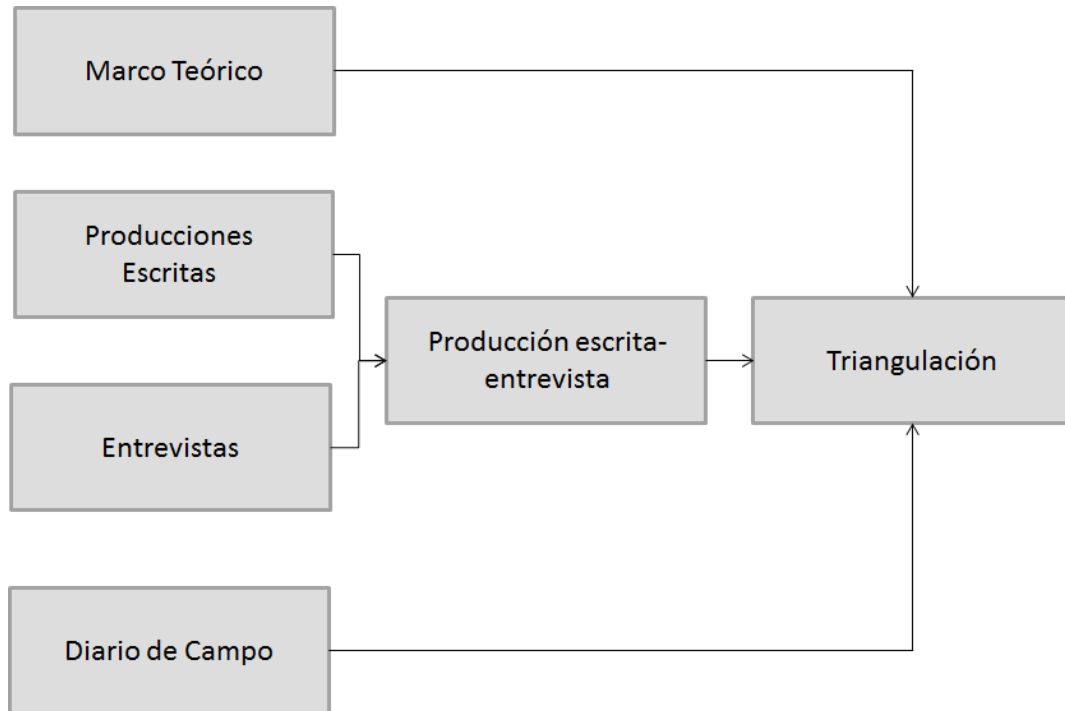 Marco Teórico
Producciones
Escritas
Producción escrita-
entrevista
Triangulación
Entrevistas
Diario de Campo